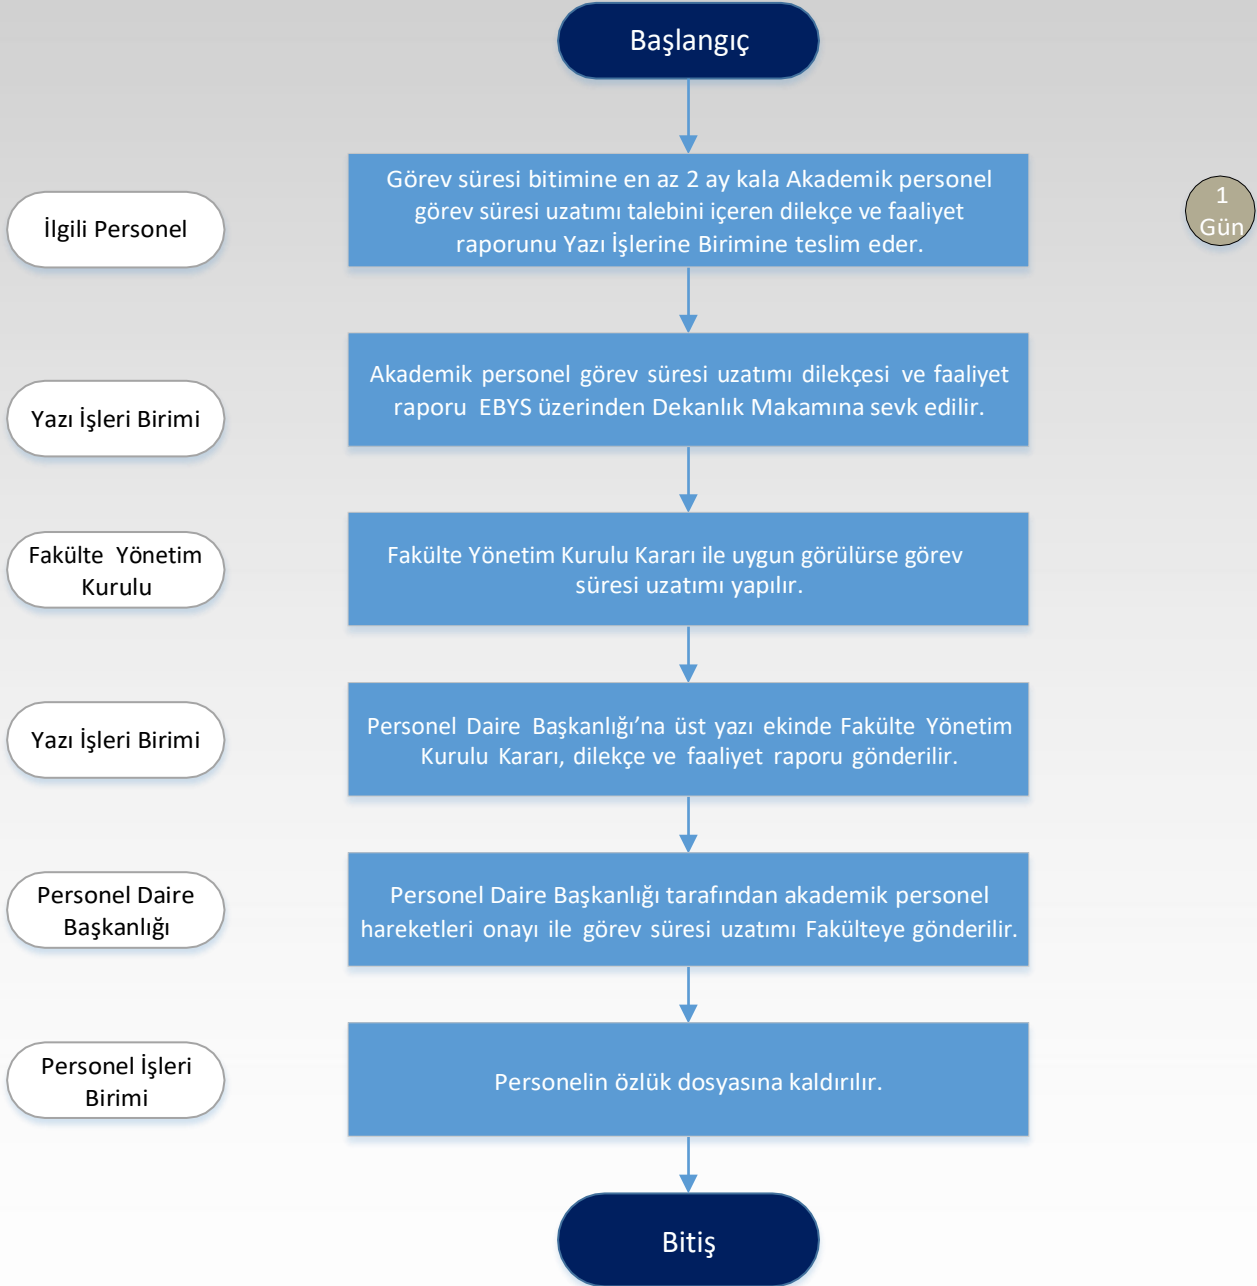 Başlangıç
İlgili Personel
Görev süresi bitimine en az 2 ay kala Akademik personel
görev süresi uzatımı talebini içeren dilekçe ve faaliyet
raporunu Yazı İşlerine Birimine teslim eder.
1
Gün
Yazı İşleri Birimi
Akademik personel görev süresi uzatımı dilekçesi ve faaliyet
raporu EBYS üzerinden Dekanlık Makamına sevk edilir.
Fakülte Yönetim
Kurulu
Fakülte Yönetim Kurulu Kararı ile uygun görülürse görev
süresi uzatımı yapılır.
Yazı İşleri Birimi
Personel Daire Başkanlığı’na üst yazı ekinde Fakülte Yönetim
Kurulu Kararı, dilekçe ve faaliyet raporu gönderilir.
Personel Daire
Başkanlığı
Personel Daire Başkanlığı tarafından akademik personel
hareketleri onayı ile görev süresi uzatımı Fakülteye gönderilir.
Personel İşleri
Birimi
Personelin özlük dosyasına kaldırılır.
Bitiş